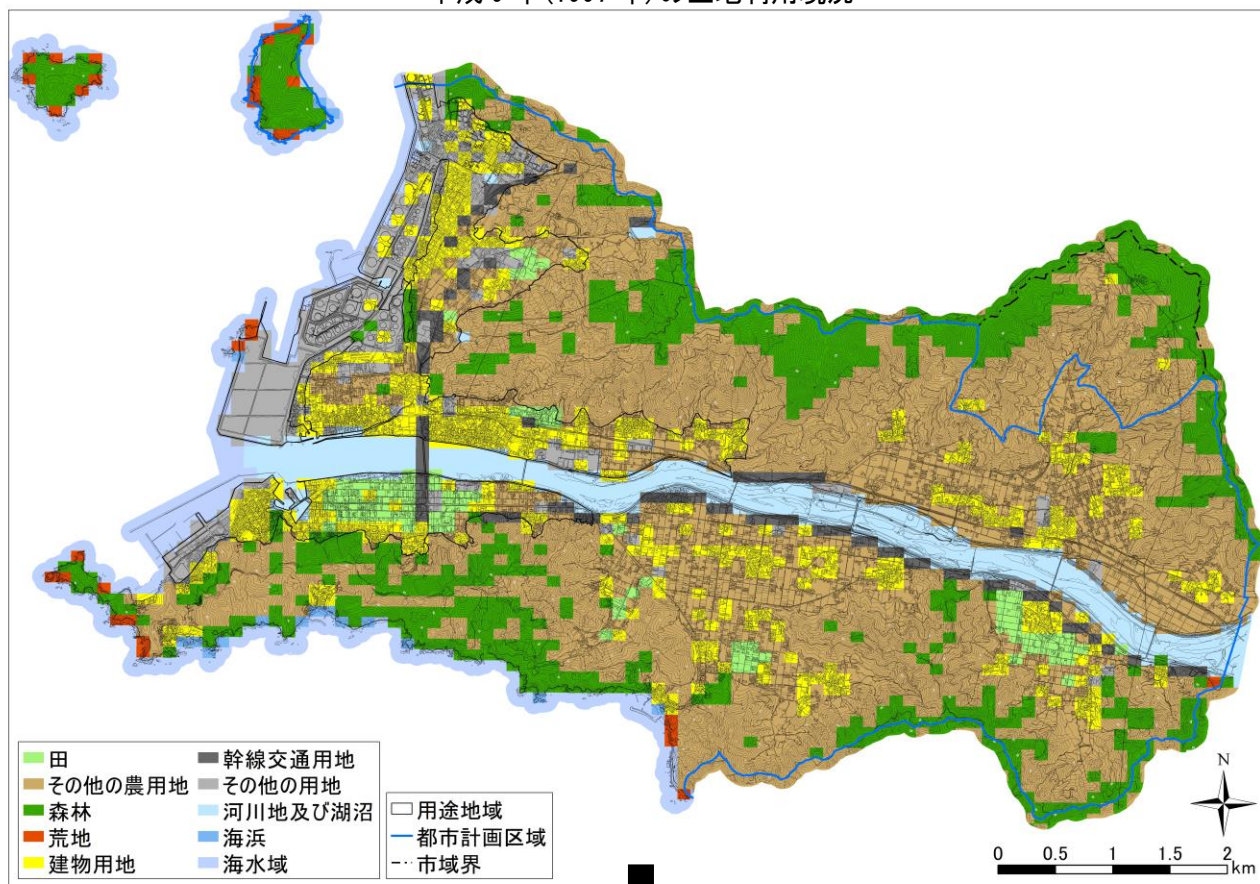 田
その他の農用地
森林
荒地
建物用地
幹線交通用地
その他の用地
河川地及び湖沼
海浜
海水域
用途地域
都市計画区域
市域界
N
0 0.5 1 1.5 2
km